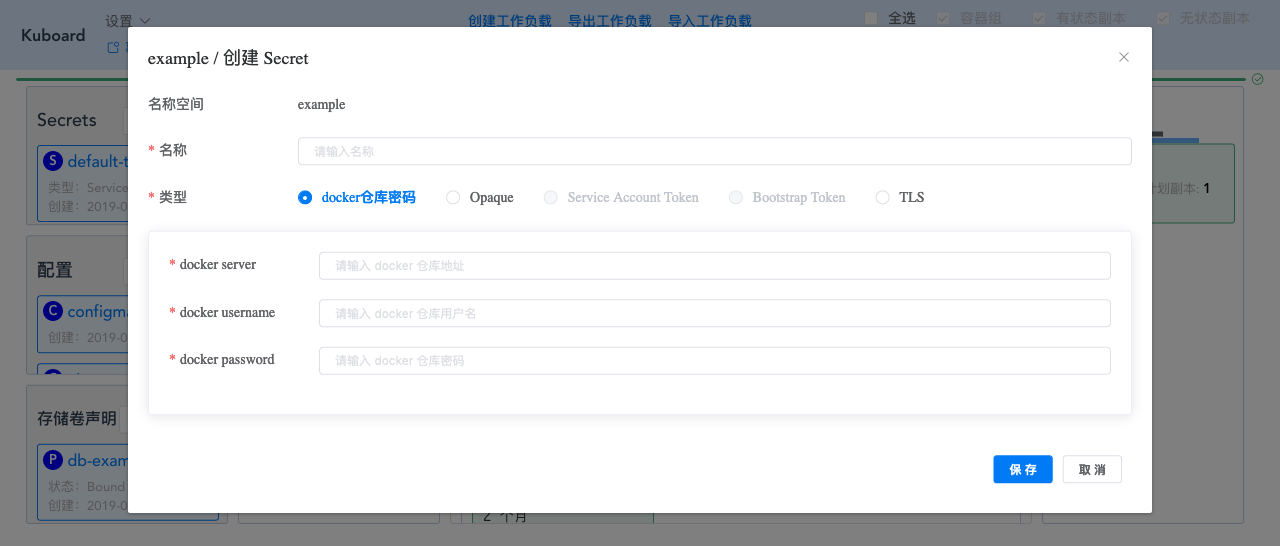 Kuboard
设置
创建工作负载 导出工作负载 导入工作负载
全选 容器组 有状态副本 无状态副本
example / 创建 Secret
名称空间 example
* 名称 请输入名称
* 类型 docker仓库密码 Opaque Service Account Token Bootstrap Token TLS
* docker server 请输入 docker 仓库地址
* docker username 请输入 docker 仓库用户名
* docker password 请输入 docker 仓库密码
保 存 取 消
Secrets
S default-t
类型: Service
创建: 2019-0
配置
C configma
创建: 2019-0
存储卷声明
P db-exam
状态: Bound
创建: 2019-0
2 个月
计划副本: 1